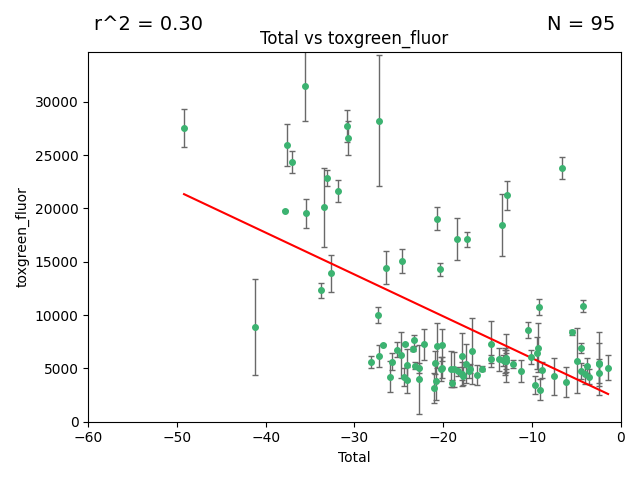 r^2 = 0.30
N = 95
Total vs toxgreen_fluor
30000
25000
20000
15000
10000
5000
0
toxgreen_fluor
−60
−50
−40
−30
−20
−10
0
Total